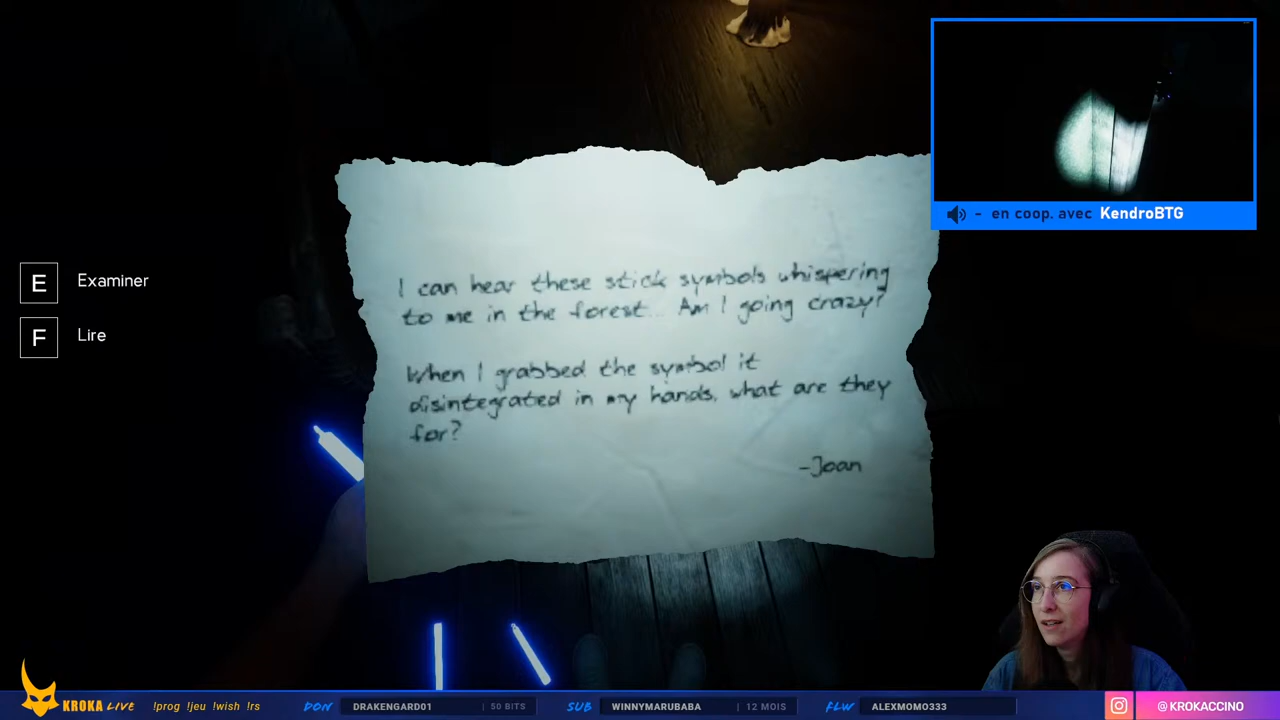 en coop. avec KendroBTG
E Examiner
F Lire
I can hear these stick symbols whispering
to me in the forest... Am I going crazy?
When I grabbed the symbol it
disintegrated in my hands, what are they
for?
-Joan
KROKA LIVE !prog !jeu !wish !rs DON DRAKENGARD01 | 50 BITS SUB WINNYMARUBABA | 12 MOIS FLW ALEXMOMO333 @KROKACCINO